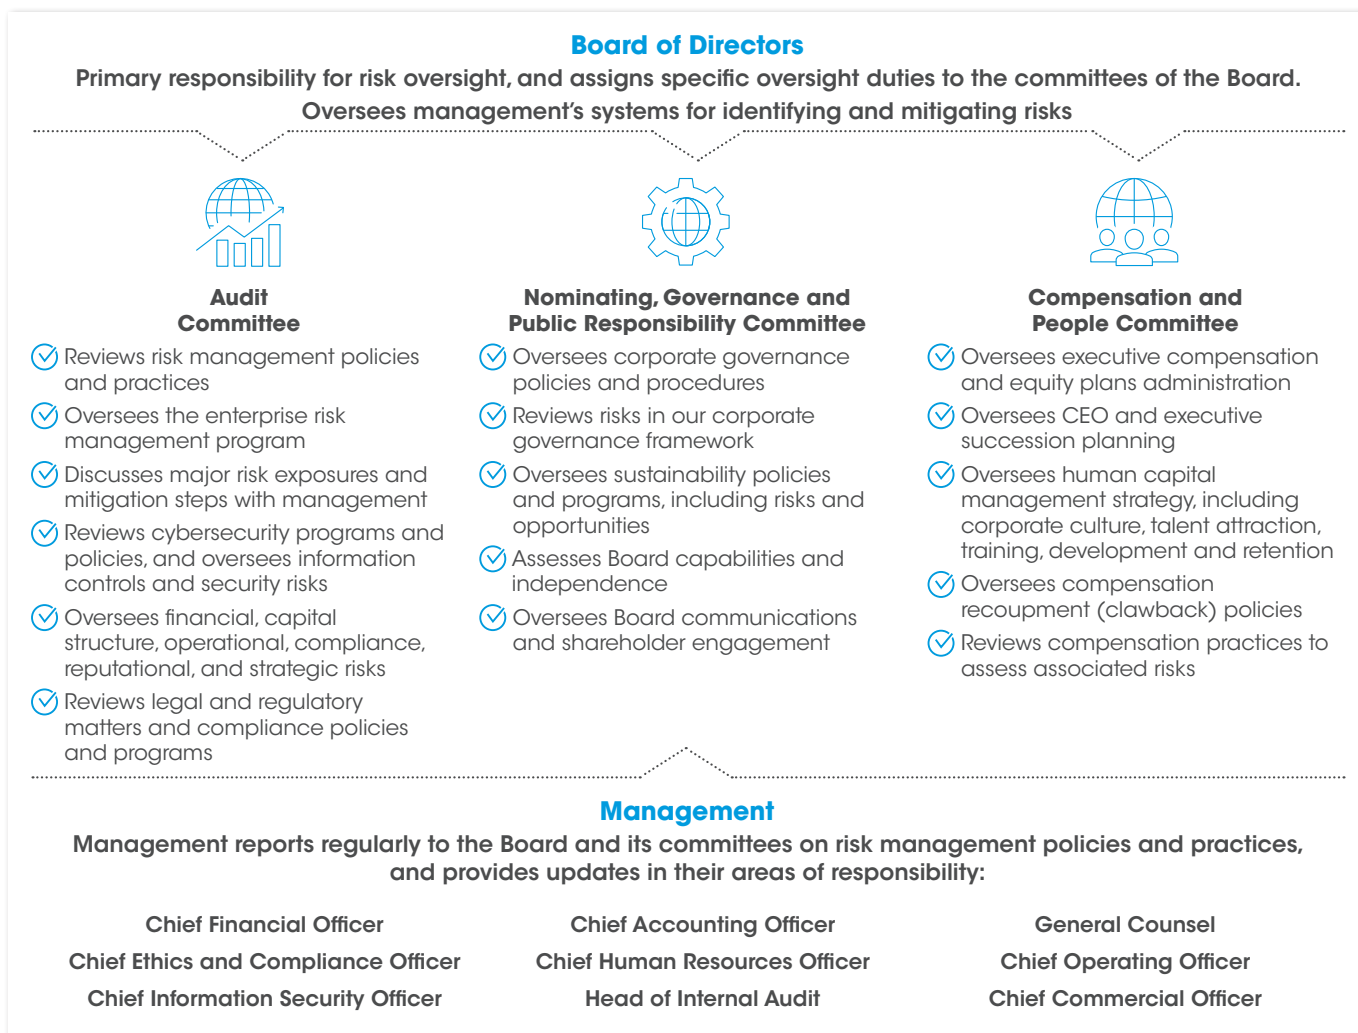 Board of Directors
Primary responsibility for risk oversight, and assigns specific oversight duties to the committees of the Board.
Oversees management’s systems for identifying and mitigating risks
Audit
Committee
Reviews risk management policies
and practices
Oversees the enterprise risk
management program
Discusses major risk exposures and
mitigation steps with management
Reviews cybersecurity programs and
policies, and oversees information
controls and security risks
Oversees financial, capital
structure, operational, compliance,
reputational, and strategic risks
Reviews legal and regulatory
matters and compliance policies
and programs
Nominating, Governance and
Public Responsibility Committee
Oversees corporate governance
policies and procedures
Reviews risks in our corporate
governance framework
Oversees sustainability policies
and programs, including risks and
opportunities
Assesses Board capabilities and
independence
Oversees Board communications
and shareholder engagement
Compensation and
People Committee
Oversees executive compensation
and equity plans administration
Oversees CEO and executive
succession planning
Oversees human capital
management strategy, including
corporate culture, talent attraction,
training, development and retention
Oversees compensation
recoupment (clawback) policies
Reviews compensation practices to
assess associated risks
Management
Management reports regularly to the Board and its committees on risk management policies and practices,
and provides updates in their areas of responsibility:
Chief Financial Officer
Chief Ethics and Compliance Officer
Chief Information Security Officer
Chief Accounting Officer
Chief Human Resources Officer
Head of Internal Audit
General Counsel
Chief Operating Officer
Chief Commercial Officer